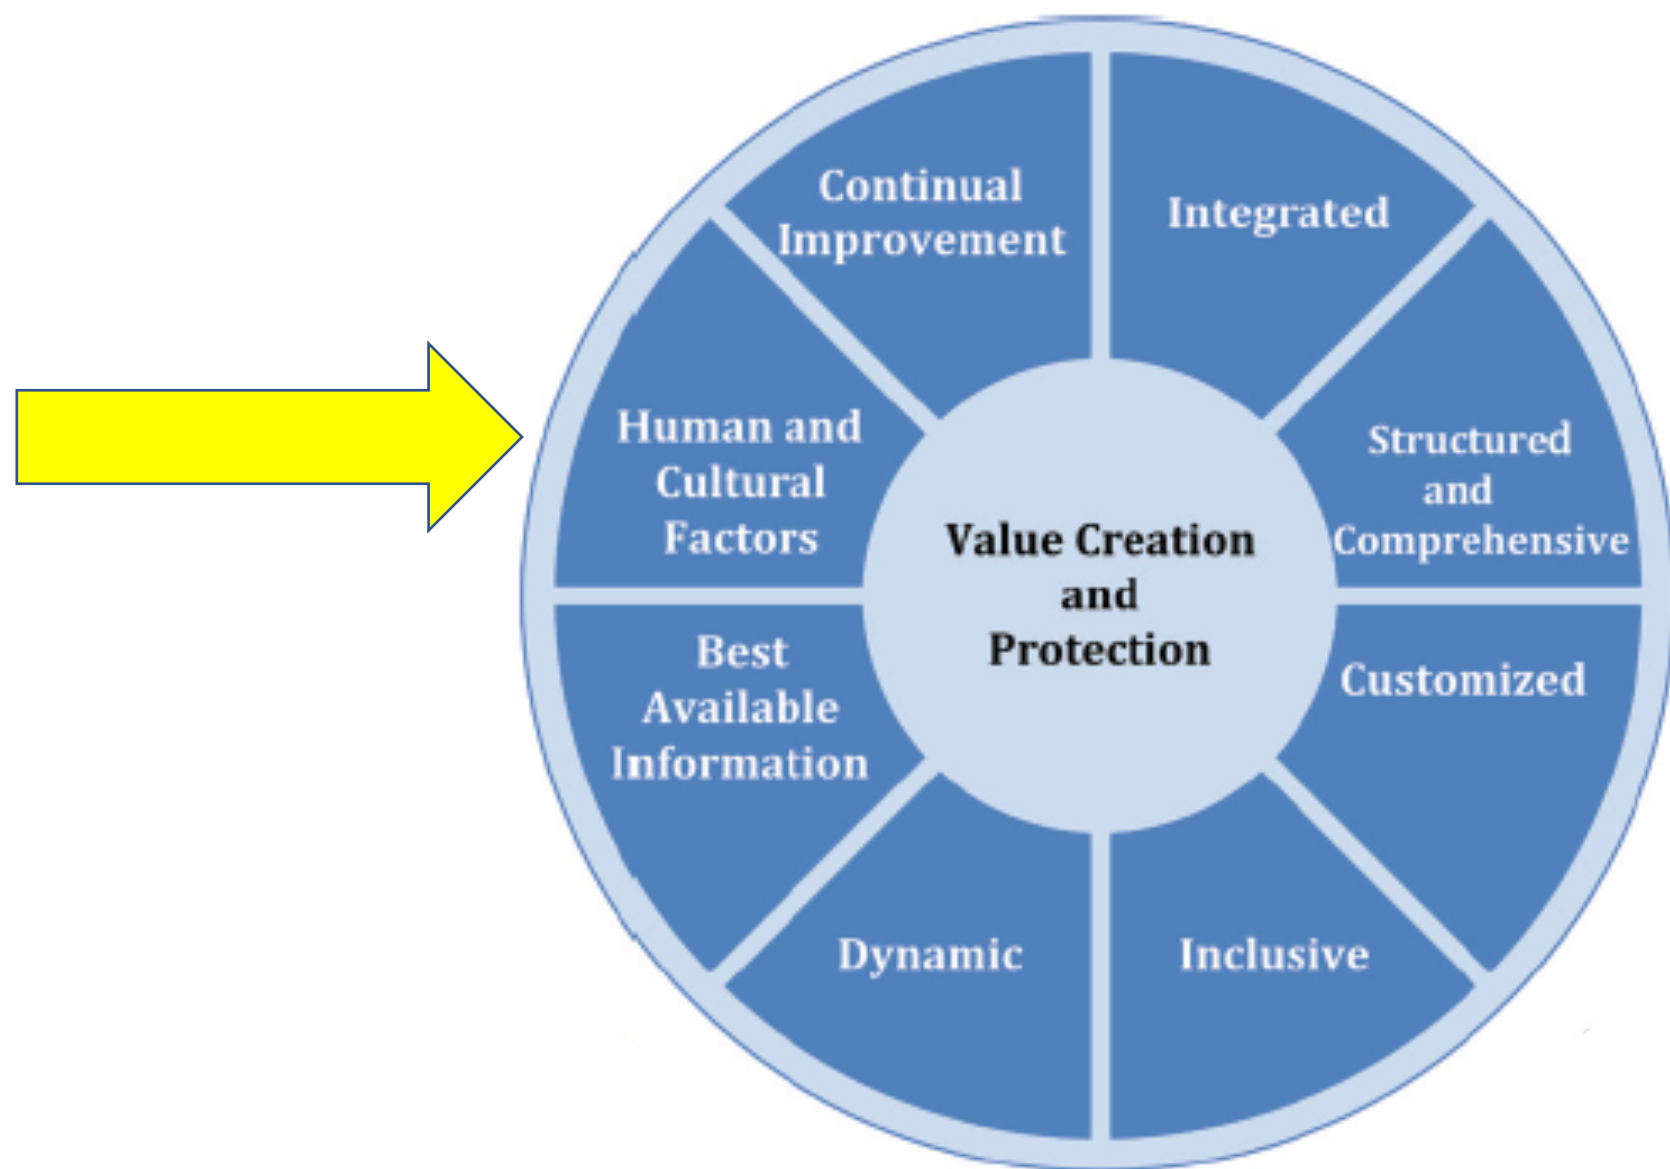 Continual
Improvement
Integrated
Human and
Cultural
Factors
Structured
and
Comprehensive
Value Creation
and
Protection
Best
Available
Information
Customized
Dynamic
Inclusive